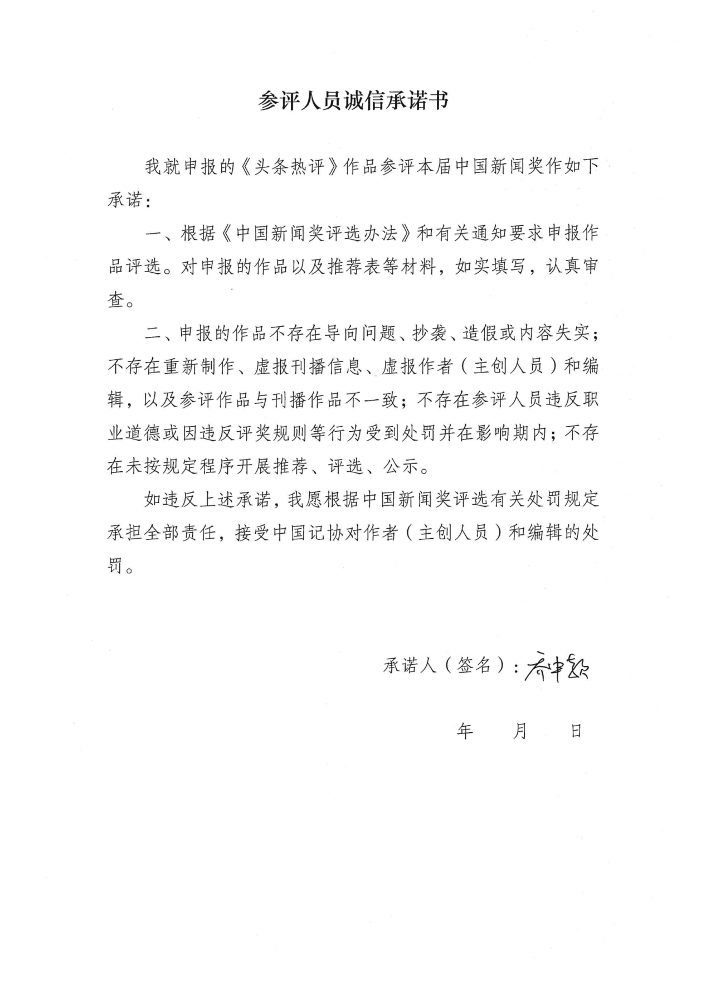 参评人员诚信承诺书
我就申报的《头条热评》作品参评本届中国新闻奖作如下
承诺：
一、根据《中国新闻奖评选办法》和有关通知要求申报作
品评选。对申报的作品以及推荐表等材料，如实填写，认真审
查。
二、申报的作品不存在导向问题、抄袭、造假或内容失实；
不存在重新制作、虚报刊播信息、虚报作者（主创人员）和编
辑，以及参评作品与刊播作品不一致；不存在参评人员违反职
业道德或因违反评奖规则等行为受到处罚并在影响期内；不存
在未按规定程序开展推荐、评选、公示。
如违反上述承诺，我愿根据中国新闻奖评选有关处罚规定
承担全部责任，接受中国记协对作者（主创人员）和编辑的处
罚。
承诺人（签名）：乔申颖
年 月 日